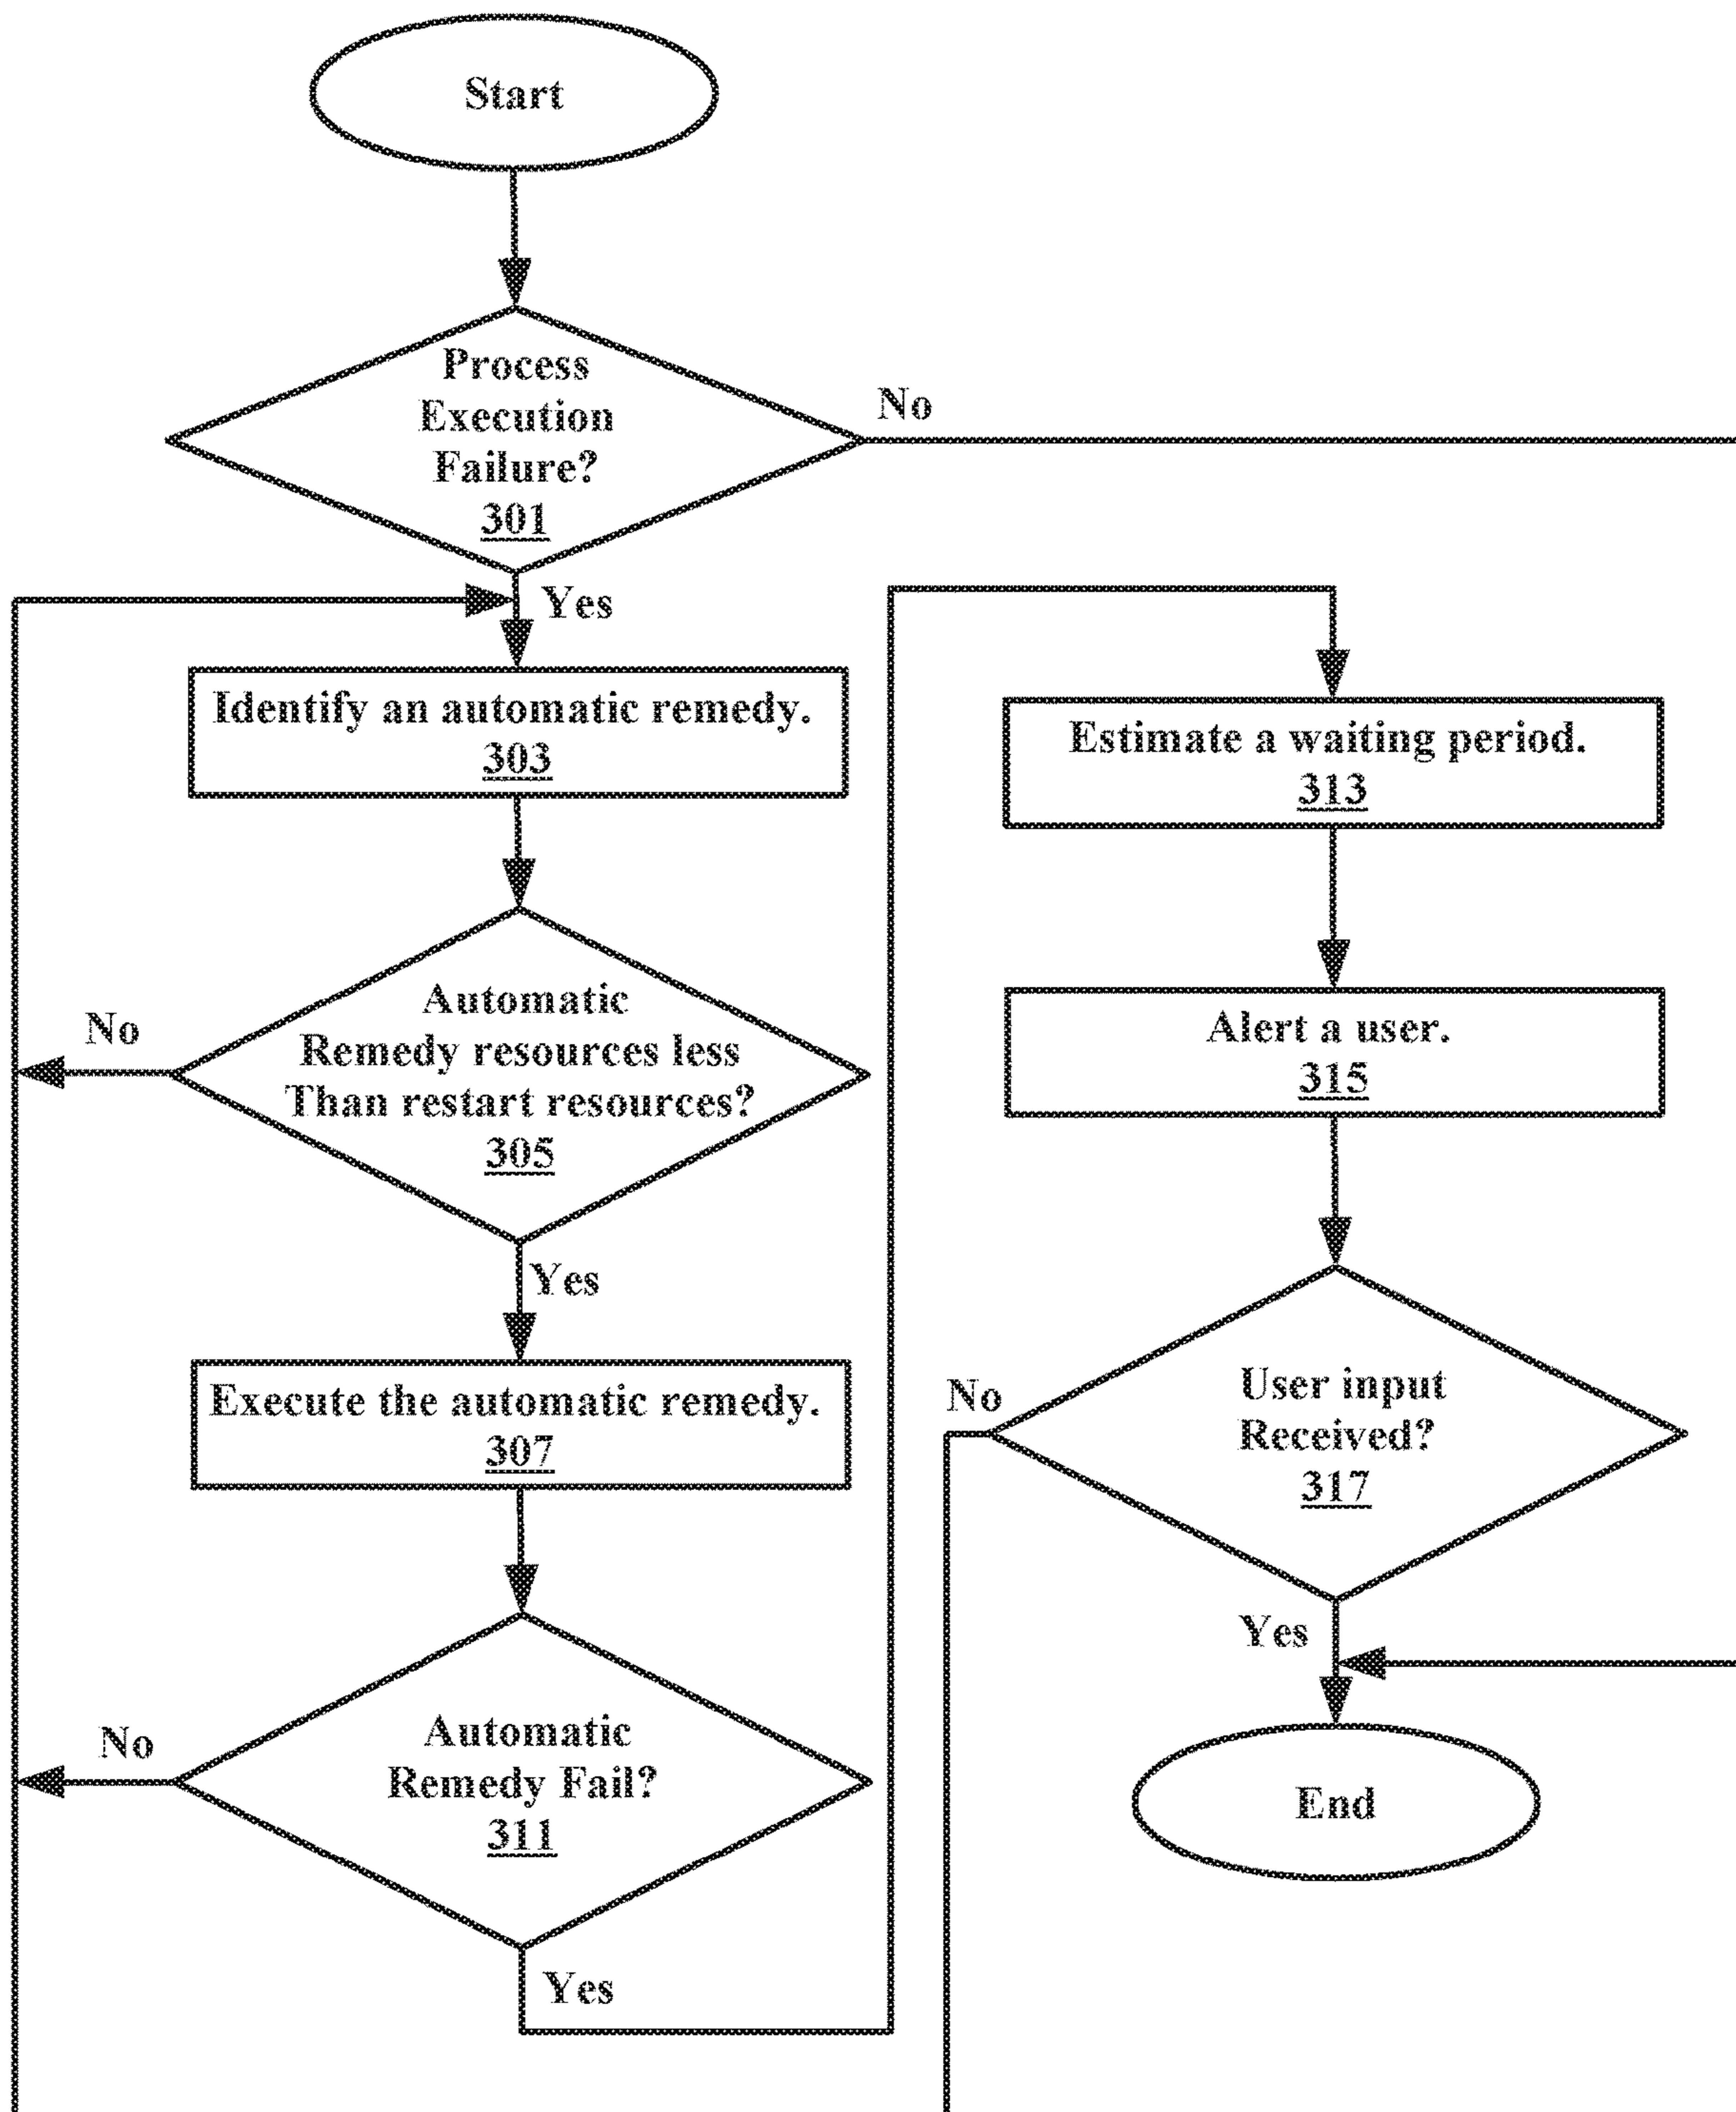 Start
Process
Execution
Failure?
301
No
Yes
Identify an automatic remedy.
303
Automatic
Remedy resources less
Than restart resources?
305
No
Yes
Execute the automatic remedy.
307
Automatic
Remedy Fail?
311
No
Yes
Estimate a waiting period.
313
Alert a user.
315
User input
Received?
317
No
Yes
End